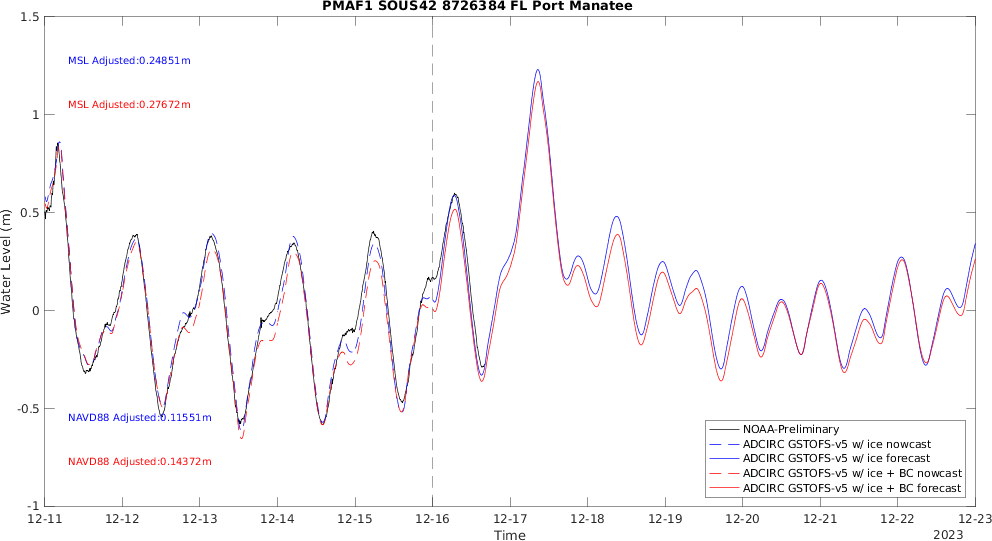 PMAF1 SOUS42 8726384 FL Port Manatee
1.5
MSL Adjusted:0.24851m
MSL Adjusted:0.27672m
1
0.5
0
-0.5
-1
Water Level (m)
NAVD88 Adjusted:0.11551m
NAVD88 Adjusted:0.14372m
NOAA-Preliminary
ADCIRC GSTOFS-v5 w/ ice nowcast
ADCIRC GSTOFS-v5 w/ ice forecast
ADCIRC GSTOFS-v5 w/ ice + BC nowcast
ADCIRC GSTOFS-v5 w/ ice + BC forecast
12-11 12-12 12-13 12-14 12-15 12-16 12-17 12-18 12-19 12-20 12-21 12-22 12-23
Time
2023